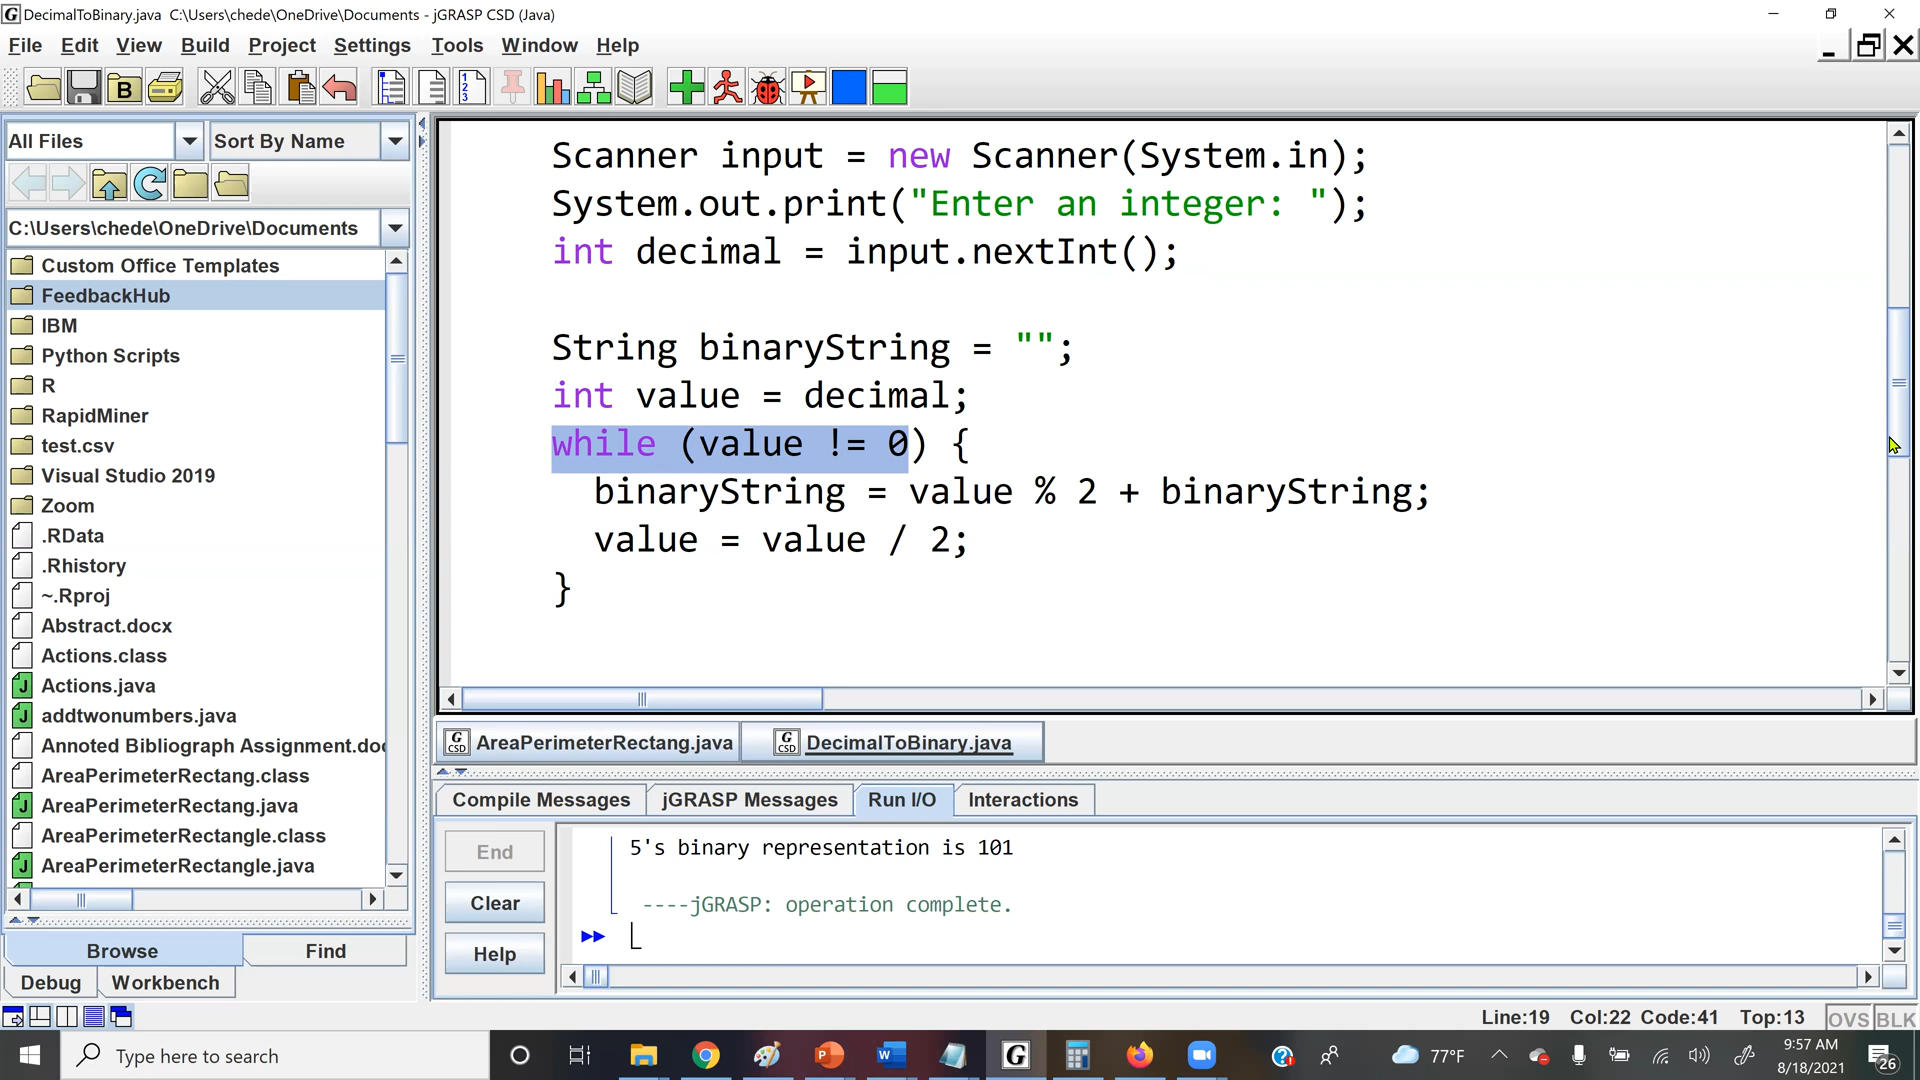 DecimalToBinary.java  C:\Users\chede\OneDrive\Documents - jGRASP CSD (Java)
File Edit View Build Project Settings Tools Window Help
All Files
Sort By Name
C:\Users\chede\OneDrive\Documents
Custom Office Templates
FeedbackHub
IBM
Python Scripts
R
RapidMiner
test.csv
Visual Studio 2019
Zoom
.RData
.Rhistory
~.Rproj
Abstract.docx
Actions.class
Actions.java
addtwonumbers.java
Annoted Bibliograph Assignment.do
AreaPerimeterRectang.class
AreaPerimeterRectang.java
AreaPerimeterRectangle.class
AreaPerimeterRectangle.java
Browse
Find
Debug
Workbench
Scanner input = new Scanner(System.in);
System.out.print("Enter an integer: ");
int decimal = input.nextInt();
String binaryString = "";
int value = decimal;
while (value != 0) {
binaryString = value % 2 + binaryString;
value = value / 2;
}
AreaPerimeterRectang.java
DecimalToBinary.java
Compile Messages
jGRASP Messages
Run I/O
Interactions
End
Clear
Help
5's binary representation is 101
----jGRASP: operation complete.
Line:19 Col:22 Code:41 Top:13 OVS BLK
Type here to search
77°F
9:57 AM
8/18/2021
26